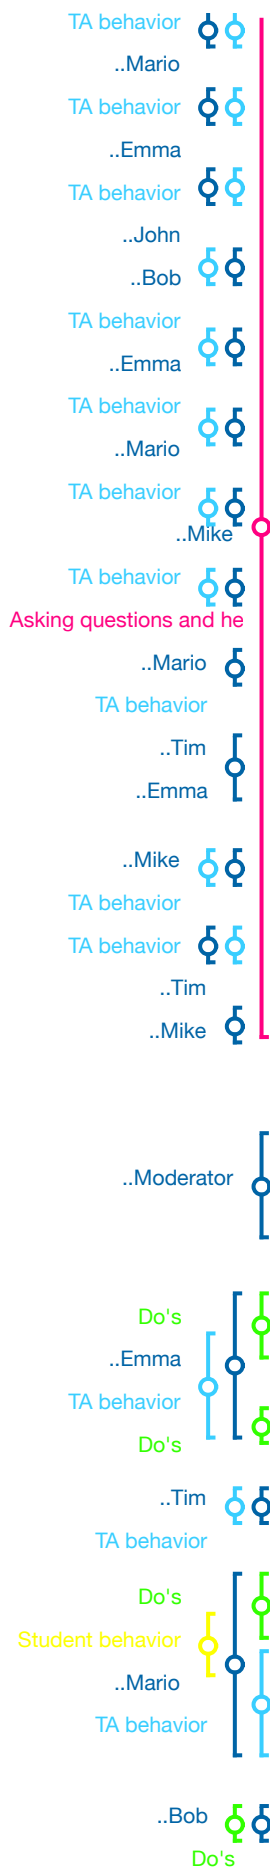 TA behavior
..Mario
TA behavior
..Emma
TA behavior
..John
..Bob
TA behavior
..Emma
TA behavior
..Mario
TA behavior
..Mike
TA behavior
Asking questions and he
..Mario
TA behavior
..Tim
..Emma
..Mike
TA behavior
TA behavior
..Tim
..Mike
..Moderator
Do's
..Emma
TA behavior
Do's
..Tim
TA behavior
Do's
Student behavior
..Mario
TA behavior
..Bob
Do's